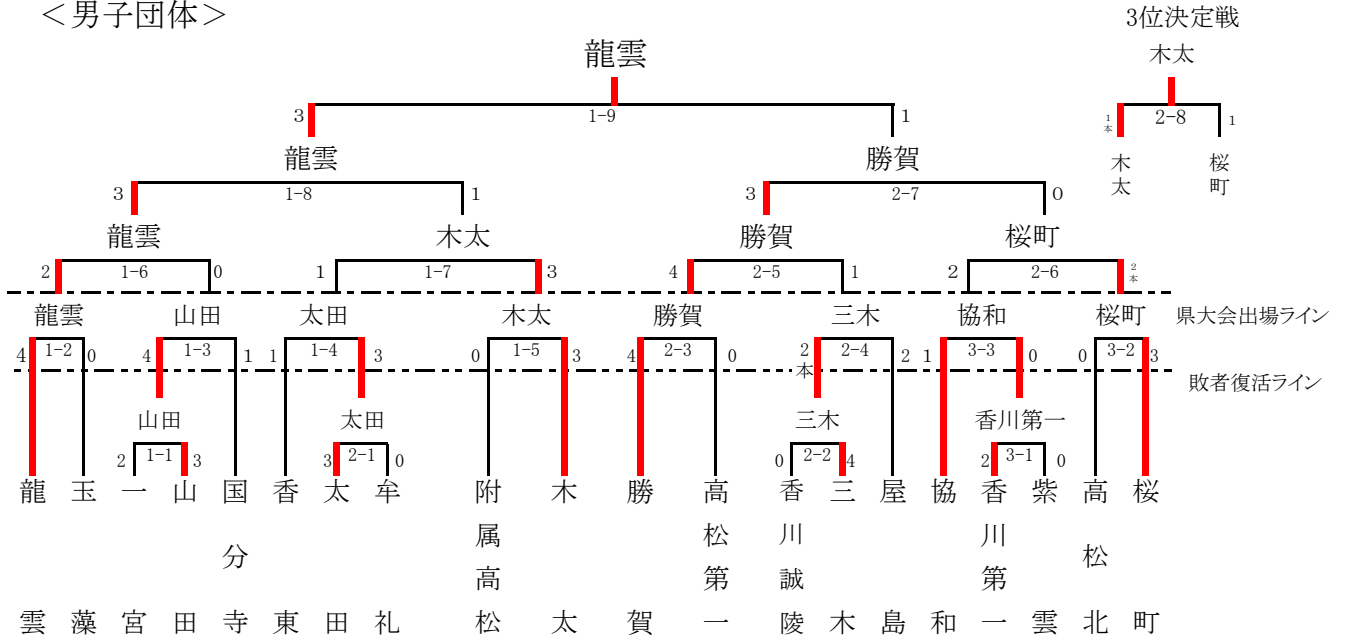 ＜男子団体＞
3位決定戦
木太
龍雲
3 1-9 1
1本 2-8 1
龍雲 勝賀
木太 桜町
3 1-8 1 3 2-7 0
龍雲 木太 勝賀 桜町
2 1-6 0 1 1-7 3 4 2-5 1 2 2-6 2本
龍雲 山田 太田 木太 勝賀 三木 協和 桜町 県大会出場ライン
4 1-2 0 4 1-3 1 1 1-4 3 0 1-5 3 4 2-3 0 2本 2-4 2 1 3-3 0 0 3-2 3
敗者復活ライン
山田 太田 三木 香川第一
2 1-1 3 3 2-1 0 0 2-2 4 2 3-1 0
龍雲 玉藻 一宮 山田 国分寺 香東 太田 牟礼 附属高松 木太 勝賀 高松第一 香川誠陵 三木 屋島 協和 香川第一 紫雲 高松北 桜町